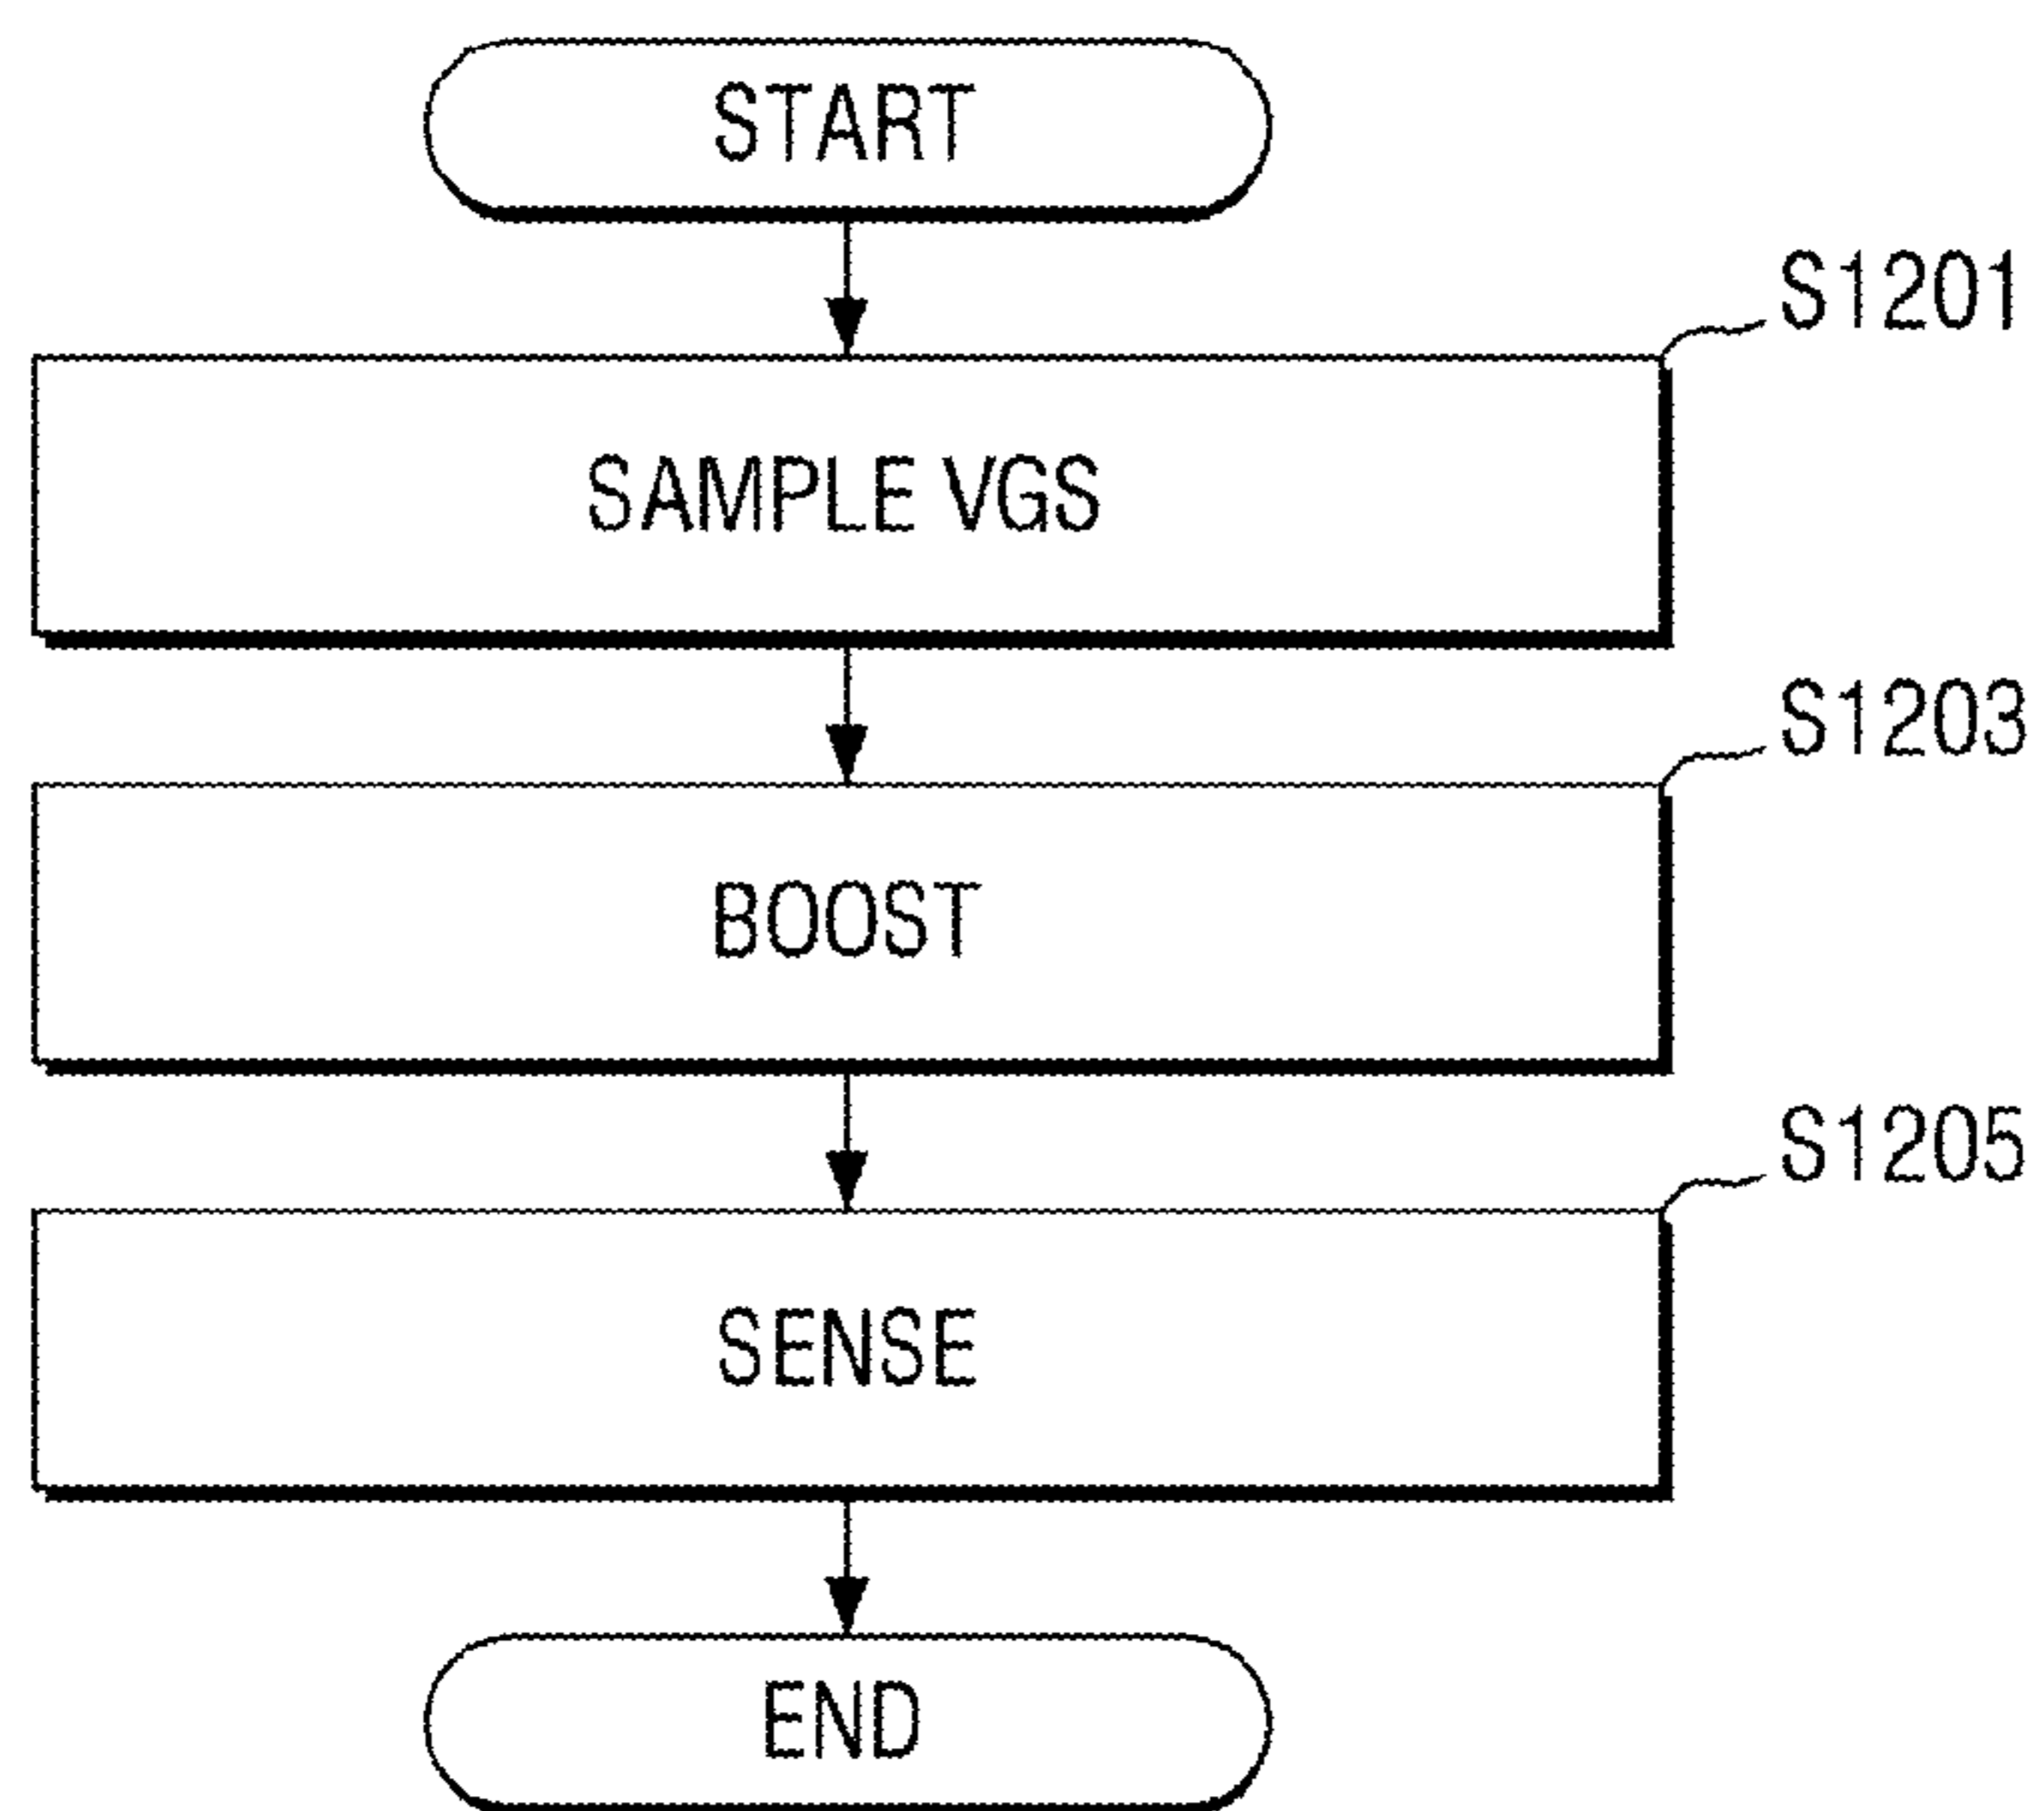 START
S1201
SAMPLE VGS
S1203
BOOST
S1205
SENSE
END